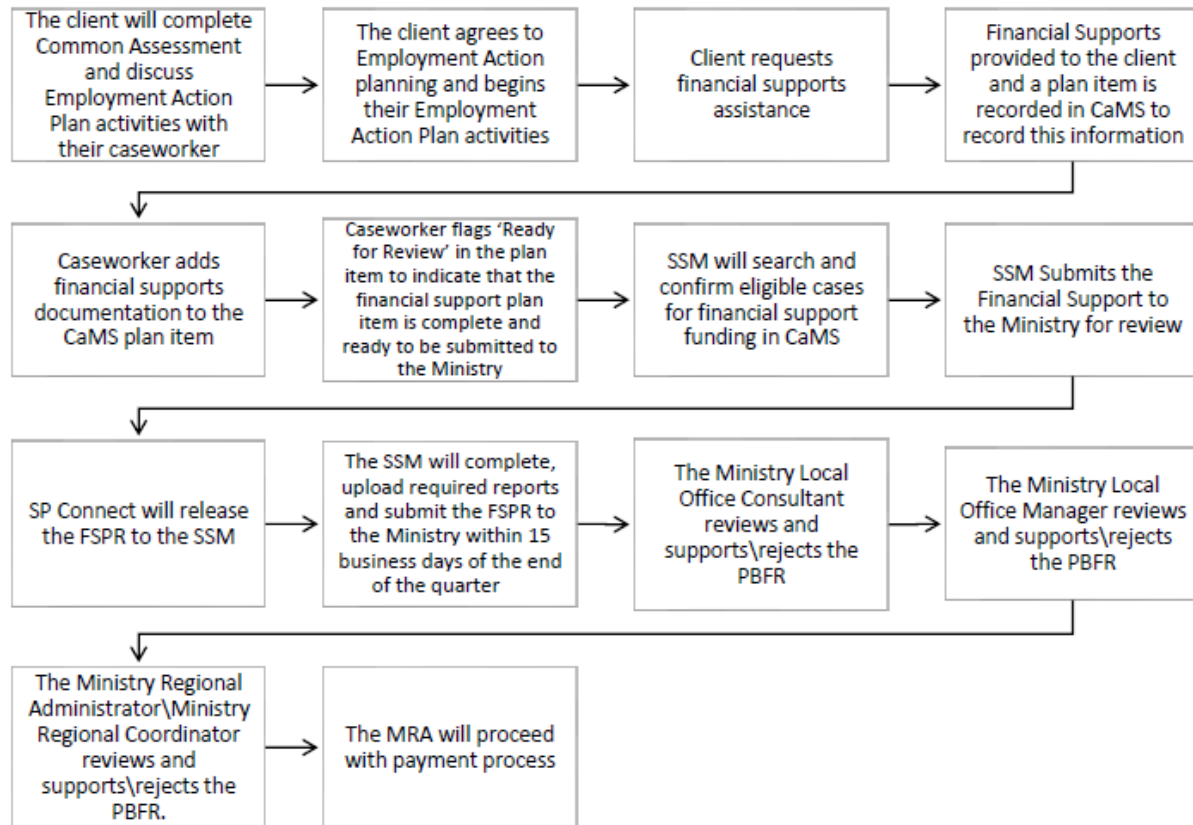 The client will complete
Common Assessment
and discuss
Employment Action
Plan activities with
their caseworker
The client agrees to
Employment Action
planning and begins
their Employment
Action Plan activities
Client requests
financial supports
assistance
Financial Supports
provided to the client
and a plan item is
recorded in CaMS to
record this information
Caseworker adds
financial supports
documentation to the
CaMS plan item
Caseworker flags ‘Ready
for Review’ in the plan
item to indicate that the
financial support plan
item is complete and
ready to be submitted to
the Ministry
SSM will search and
confirm eligible cases
for financial support
funding in CaMS
SSM Submits the
Financial Support to
the Ministry for review
SP Connect will release
the FSPR to the SSM
The SSM will complete,
upload required reports
and submit the FSPR to
the Ministry within 15
business days of the end
of the quarter
The Ministry Local
Office Consultant
reviews and
supports\rejects the
PBFR
The Ministry Local
Office Manager reviews
and supports\rejects
the PBFR
The Ministry Regional
Administrator\Ministry
Regional Coordinator
reviews and
supports\rejects the
PBFR.
The MRA will proceed
with payment process